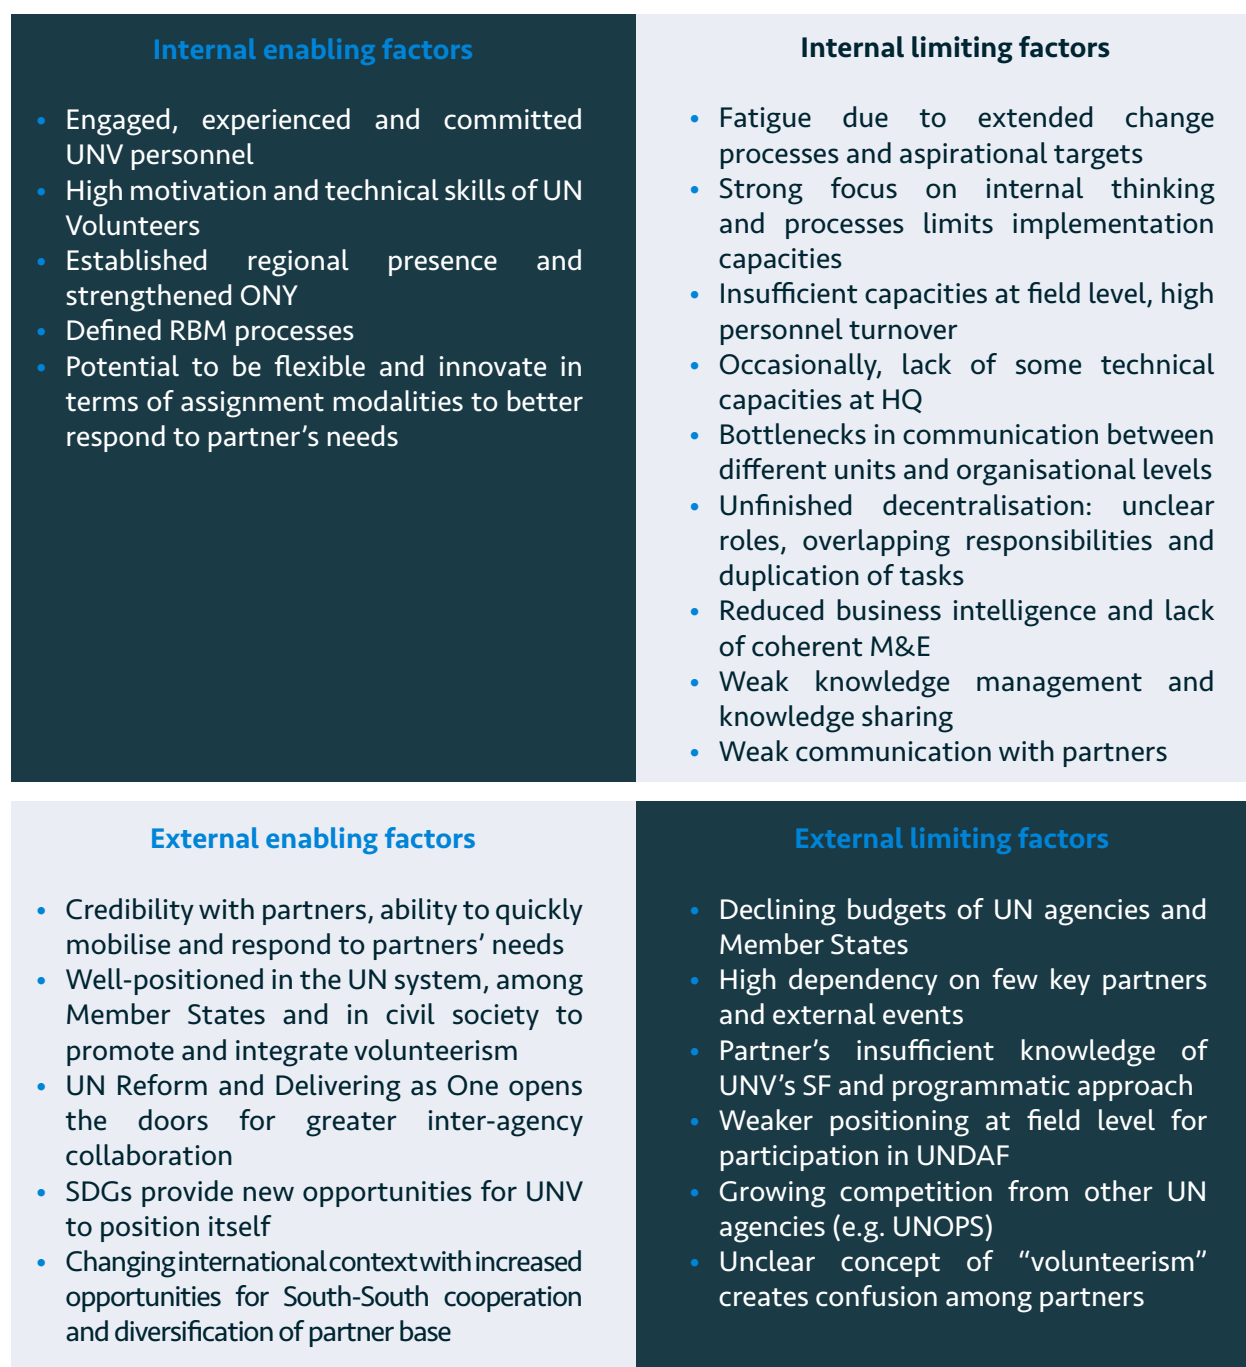 Internal enabling factors
• Engaged, experienced and committed
UNV personnel
• High motivation and technical skills of UN
Volunteers
• Established regional presence and
strengthened ONY
• Defined RBM processes
• Potential to be flexible and innovate in
terms of assignment modalities to better
respond to partner's needs
Internal limiting factors
• Fatigue due to extended change
processes and aspirational targets
• Strong focus on internal thinking
and processes limits implementation
capacities
• Insufficient capacities at field level, high
personnel turnover
• Occasionally, lack of some technical
capacities at HQ
• Bottlenecks in communication between
different units and organisational levels
• Unfinished decentralisation: unclear
roles, overlapping responsibilities and
duplication of tasks
• Reduced business intelligence and lack
of coherent M&E
• Weak knowledge management and
knowledge sharing
• Weak communication with partners
External enabling factors
• Credibility with partners, ability to quickly
mobilise and respond to partners' needs
• Well-positioned in the UN system, among
Member States and in civil society to
promote and integrate volunteerism
• UN Reform and Delivering as One opens
the doors for greater inter-agency
collaboration
• SDGs provide new opportunities for UNV
to position itself
• Changing international context with increased
opportunities for South-South cooperation
and diversification of partner base
External limiting factors
• Declining budgets of UN agencies and
Member States
• High dependency on few key partners
and external events
• Partner's insufficient knowledge of
UNV's SF and programmatic approach
• Weaker positioning at field level for
participation in UNDAF
• Growing competition from other UN
agencies (e.g. UNOPS)
• Unclear concept of “volunteerism”
creates confusion among partners